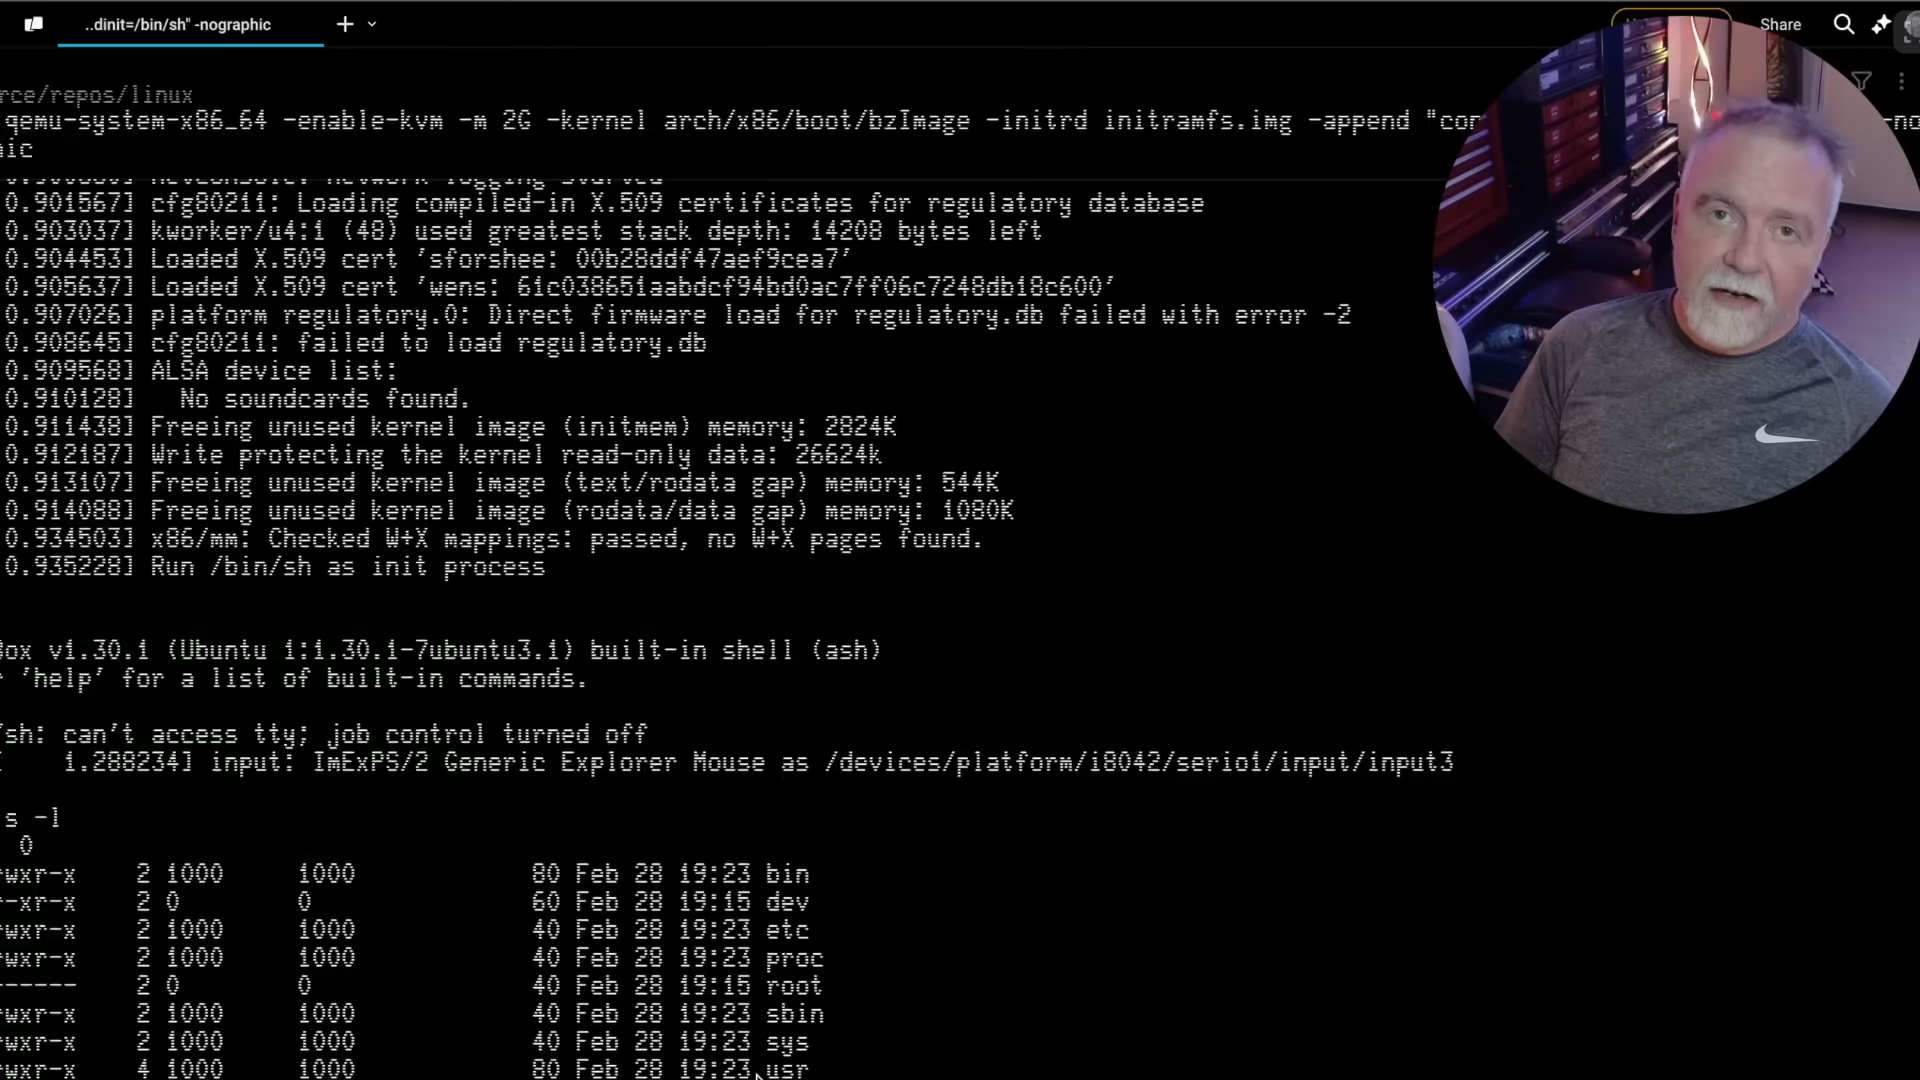 ..dinit=/bin/sh" -nographic
Share
rce/repos/linux
qemu-system-x86_64 -enable-kvm -m 2G -kernel arch/x86/boot/bzImage -initrd initramfs.img -append "con -no
nic
0.901567] cfg80211: Loading compiled-in X.509 certificates for regulatory database
0.903037] kworker/u4:1 (48) used greatest stack depth: 14208 bytes left
0.904453] Loaded X.509 cert 'sforshee: 00b28ddf47aef9cea7'
0.905637] Loaded X.509 cert 'wens: 61c038651aabdcf94bd0ac7ff06c7248db18c600'
0.907026] platform regulatory.0: Direct firmware load for regulatory.db failed with error -2
0.908645] cfg80211: failed to load regulatory.db
0.909568] ALSA device list:
0.910128]   No soundcards found.
0.911438] Freeing unused kernel image (initmem) memory: 2824K
0.912187] Write protecting the kernel read-only data: 26624k
0.913107] Freeing unused kernel image (text/rodata gap) memory: 544K
0.914088] Freeing unused kernel image (rodata/data gap) memory: 1080K
0.934503] x86/mm: Checked W+X mappings: passed, no W+X pages found.
0.935228] Run /bin/sh as init process
Box v1.30.1 (Ubuntu 1:1.30.1-7ubuntu3.1) built-in shell (ash)
'help' for a list of built-in commands.
/sh: can't access tty; job control turned off
[    1.288234] input: ImExPS/2 Generic Explorer Mouse as /devices/platform/i8042/serio1/input/input3
s -l
0
rwxr-x    2 1000     1000            80 Feb 28 19:23 bin
r-xr-x    2 0        0               60 Feb 28 19:15 dev
rwxr-x    2 1000     1000            40 Feb 28 19:23 etc
rwxr-x    2 1000     1000            40 Feb 28 19:23 proc
------    2 0        0               40 Feb 28 19:15 root
rwxr-x    2 1000     1000            40 Feb 28 19:23 sbin
rwxr-x    2 1000     1000            40 Feb 28 19:23 sys
rwxr-x    4 1000     1000            80 Feb 28 19:23 usr